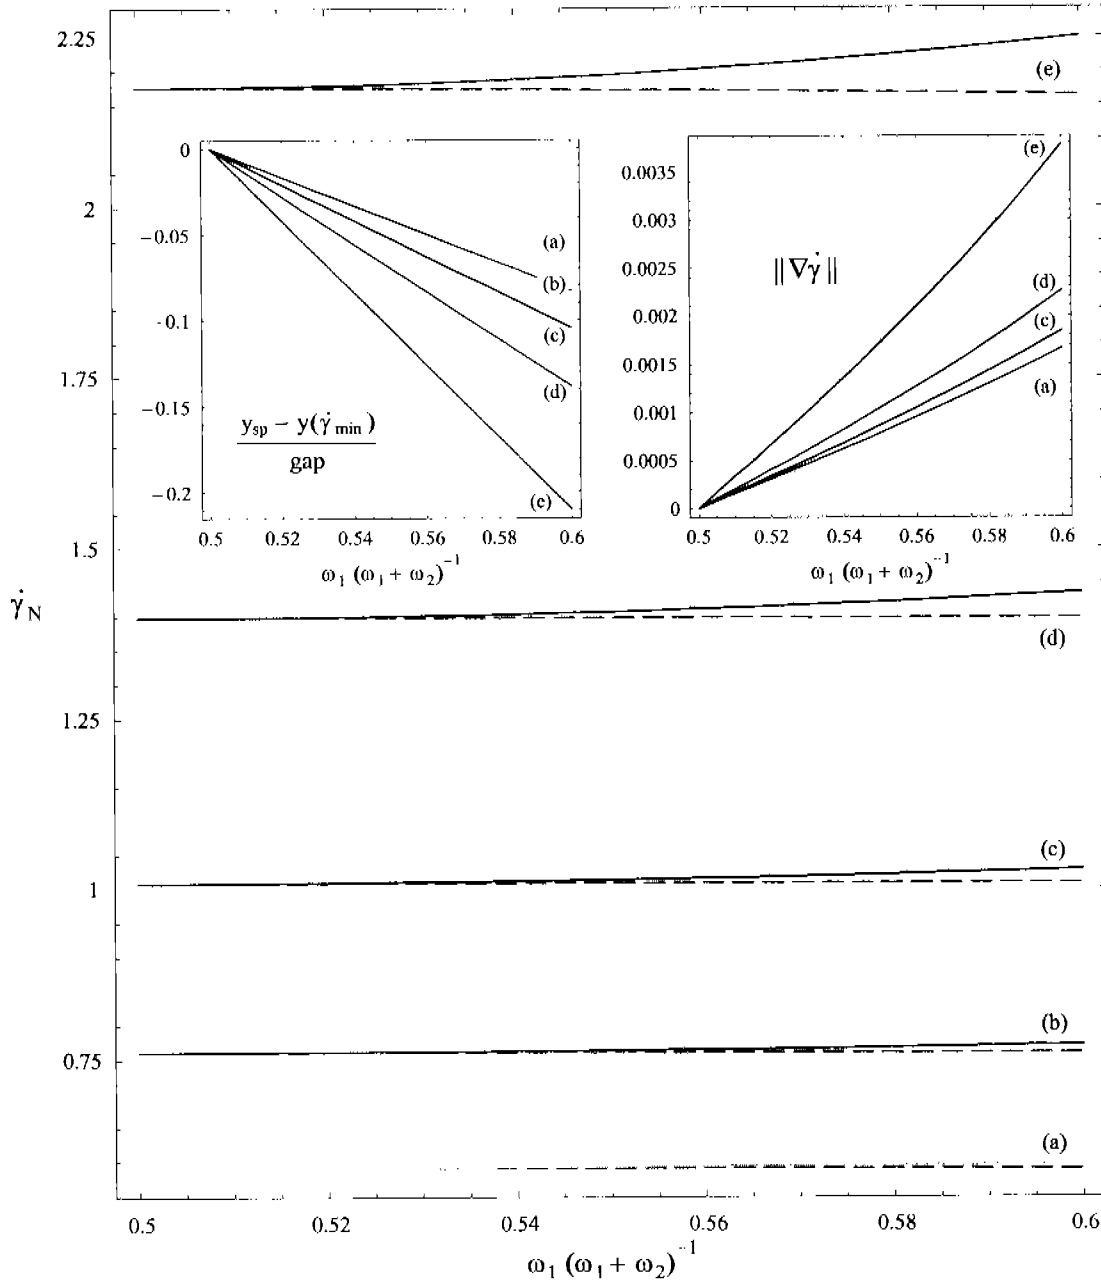 2.25
(e)
0
(e)
0.0035
2
−0.05
(a)
0.003
(b)
‖ ∇γ̇ ‖
0.0025
(d)
-0.1
(c)
0.002
(c)
1.75
(d)
0.0015
(a)
−0.15
0.001
y_sp − y(γ̇_min)
gap
0.0005
−0.2
(e)
0
0.5 0.52 0.54 0.56 0.58 0.6
0.5 0.52 0.54 0.56 0.58 0.6
1.5
ω₁ (ω₁ + ω₂)⁻¹
ω₁ (ω₁ + ω₂)⁻¹
γ̇_N
(d)
1.25
(c)
1
(b)
0.75
(a)
0.5 0.52 0.54 0.56 0.58 0.6
ω₁ (ω₁ + ω₂)⁻¹